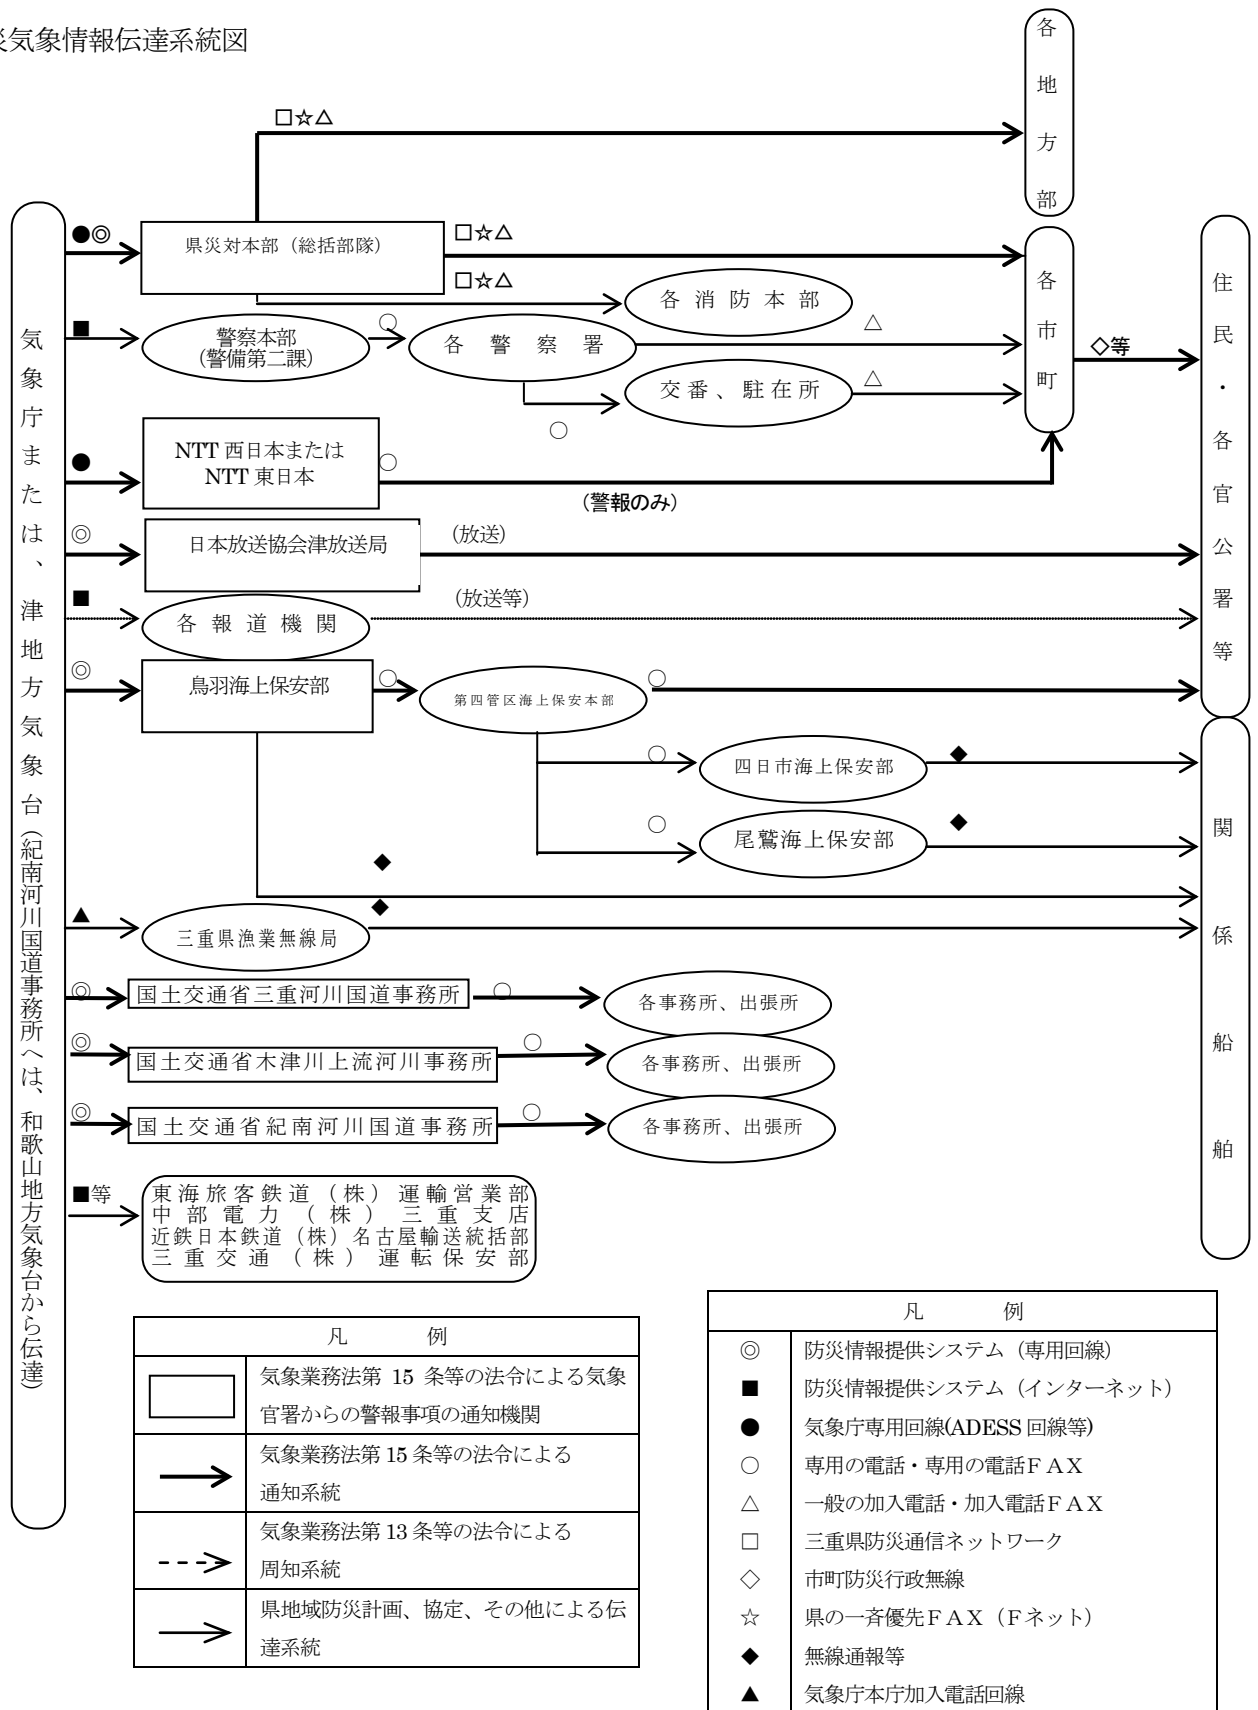 気象情報伝達系統図
各地方部
□☆△
●◎
県災対本部（総括部隊）
□☆△
□☆△
各消防本部
各市町
◇等
住民・各官公署等
■
警察本部
（警備第二課）
○
各警察署
△
交番、駐在所
△
○
●
NTT 西日本または
NTT 東日本
○
（警報のみ）
◎
日本放送協会津放送局
（放送）
■
各報道機関
（放送等）
◎
鳥羽海上保安部
○
第四管区海上保安本部
○
○
四日市海上保安部
◆
○
尾鷲海上保安部
◆
◆
関係船舶
▲
三重県漁業無線局
◆
気象庁または、津地方気象台（紀南河川国道事務所へは、和歌山地方気象台から伝達）
◎
国土交通省三重河川国道事務所
○
各事務所、出張所
◎
国土交通省木津川上流河川事務所
○
各事務所、出張所
◎
国土交通省紀南河川国道事務所
○
各事務所、出張所
■等
東海旅客鉄道（株）運輸営業部
中部電力（株）三重支店
近鉄日本鉄道（株）名古屋輸送統括部
三重交通（株）運転保安部
凡　例
気象業務法第 15 条等の法令による気象
官署からの警報事項の通知機関
気象業務法第 15 条等の法令による
通知系統
気象業務法第 13 条等の法令による
周知系統
県地域防災計画、協定、その他による伝
達系統
凡　例
◎ 防災情報提供システム（専用回線）
■ 防災情報提供システム（インターネット）
● 気象庁専用回線(ADESS 回線等)
○ 専用の電話・専用の電話ＦＡＸ
△ 一般の加入電話・加入電話ＦＡＸ
□ 三重県防災通信ネットワーク
◇ 市町防災行政無線
☆ 県の一斉優先ＦＡＸ（Ｆネット）
◆ 無線通報等
▲ 気象庁本庁加入電話回線